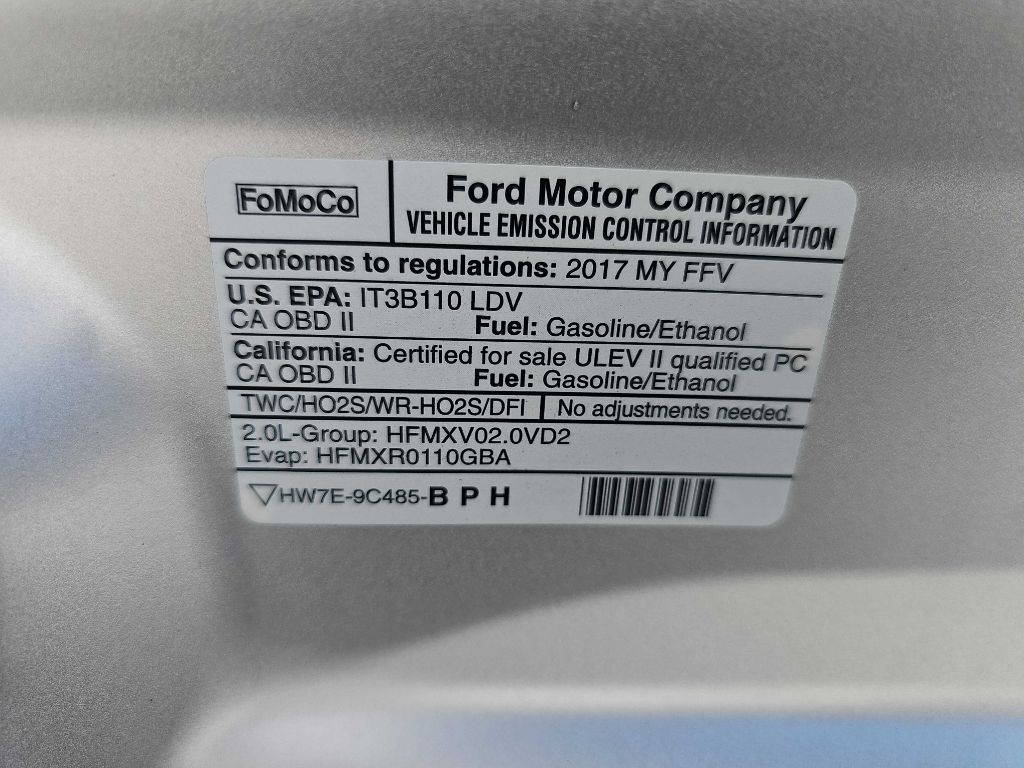 FoMoCo
Ford Motor Company
VEHICLE EMISSION CONTROL INFORMATION
Conforms to regulations: 2017 MY FFV
U.S. EPA: IT3B110 LDV
CA OBD II Fuel: Gasoline/Ethanol
California: Certified for sale ULEV II qualified PC
CA OBD II Fuel: Gasoline/Ethanol
TWC/HO2S/WR-HO2S/DFI No adjustments needed.
2.0L-Group: HFMXV02.0VD2
Evap: HFMXR0110GBA
HW7E-9C485-B P H